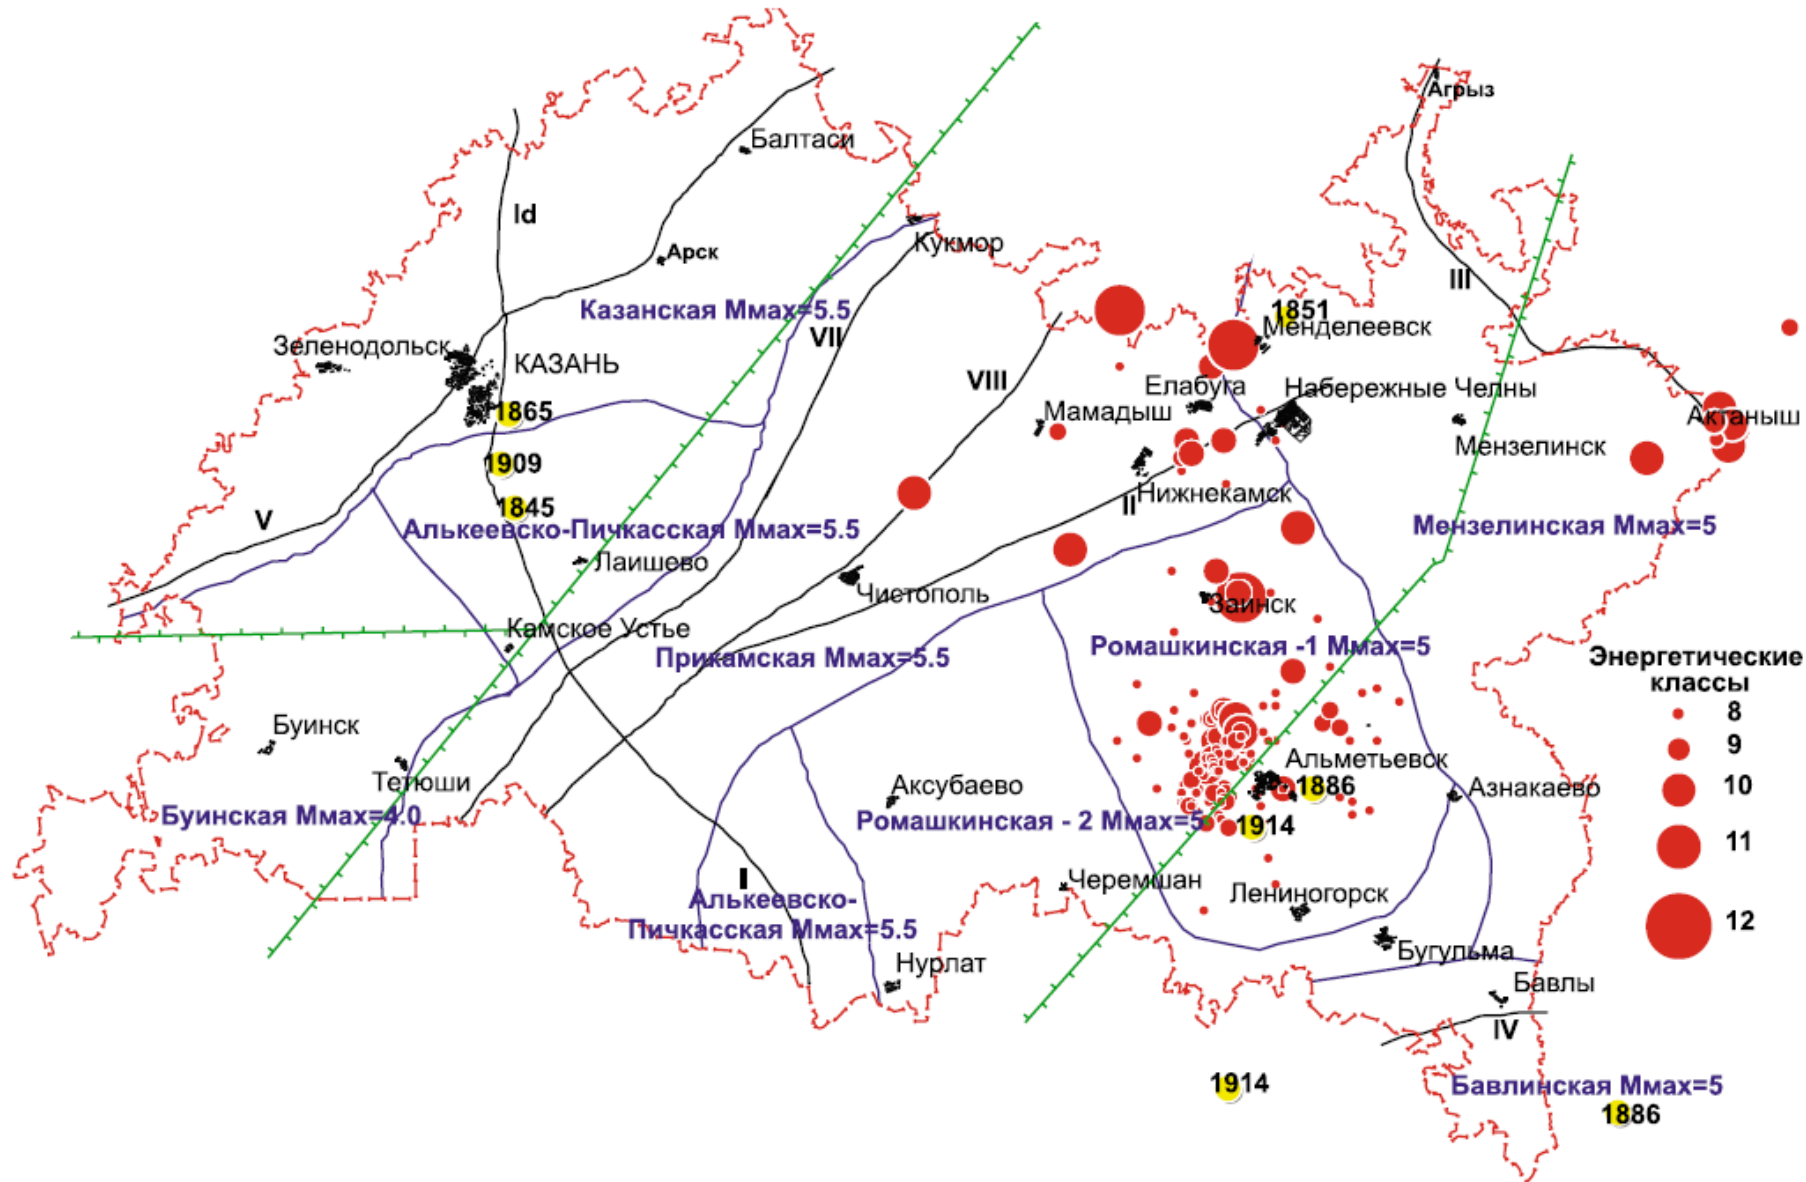 Агрыз
Балтаси
Id
Кукмор
Арск
III
Казанская Ммах=5.5
1851
Менделеевск
VII
Зеленодольск
КАЗАНЬ
VIII
Елабуга
Набережные Челны
1865
Мамадыш
Актаныш
Мензелинск
1909
Нижнекамск
II
1845
V
Алькеевско-Пичкасская Ммах=5.5
Мензелинская Ммах=5
Лаишево
Чистополь
Заинск
Камское Устье
Ромашкинская -1 Ммах=5
Прикамская Ммах=5.5
Энергетические
классы
8
9
10
11
12
Буинск
Альметьевск
Тетюши
Аксубаево
1886
Азнакаево
Буинская Ммах=4.0
Ромашкинская - 2 Ммах=5
1914
I
Черемшан
Алькеевско-
Пичкасская Ммах=5.5
Лениногорск
Бугульма
Нурлат
Бавлы
IV
1914
Бавлинская Ммах=5
1886